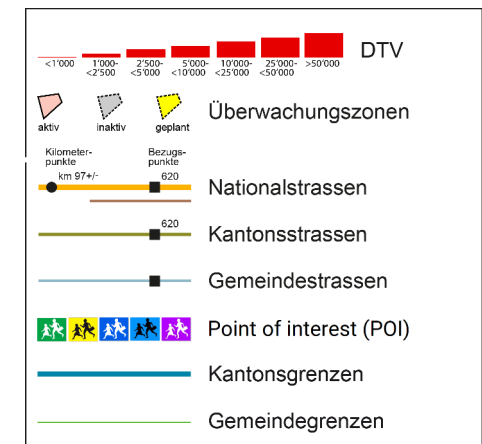 DTV
<1'000 1'000- 2'500- 5'000- 10'000- 25'000- >50'000
<2'500 <5'000 <10'000 <25'000 <50'000
Überwachungszonen
aktiv inaktiv geplant
Kilometer- Bezugs-
punkte punkte
km 97+/- 620
Nationalstrassen
620
Kantonsstrassen
Gemeindestrassen
Point of interest (POI)
Kantonsgrenzen
Gemeindegrenzen